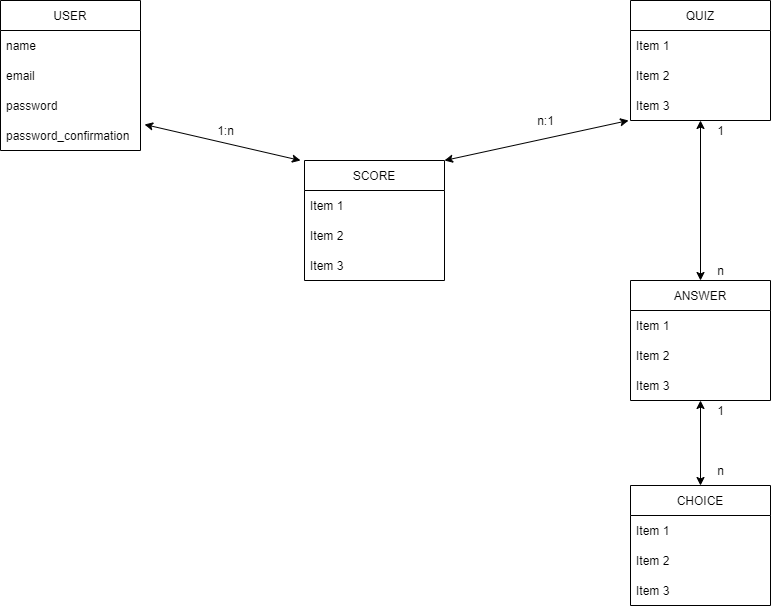 USER
name
email
password
password_confirmation
1:n
SCORE
Item 1
Item 2
Item 3
n:1
QUIZ
Item 1
Item 2
Item 3
1
n
ANSWER
Item 1
Item 2
Item 3
1
n
CHOICE
Item 1
Item 2
Item 3